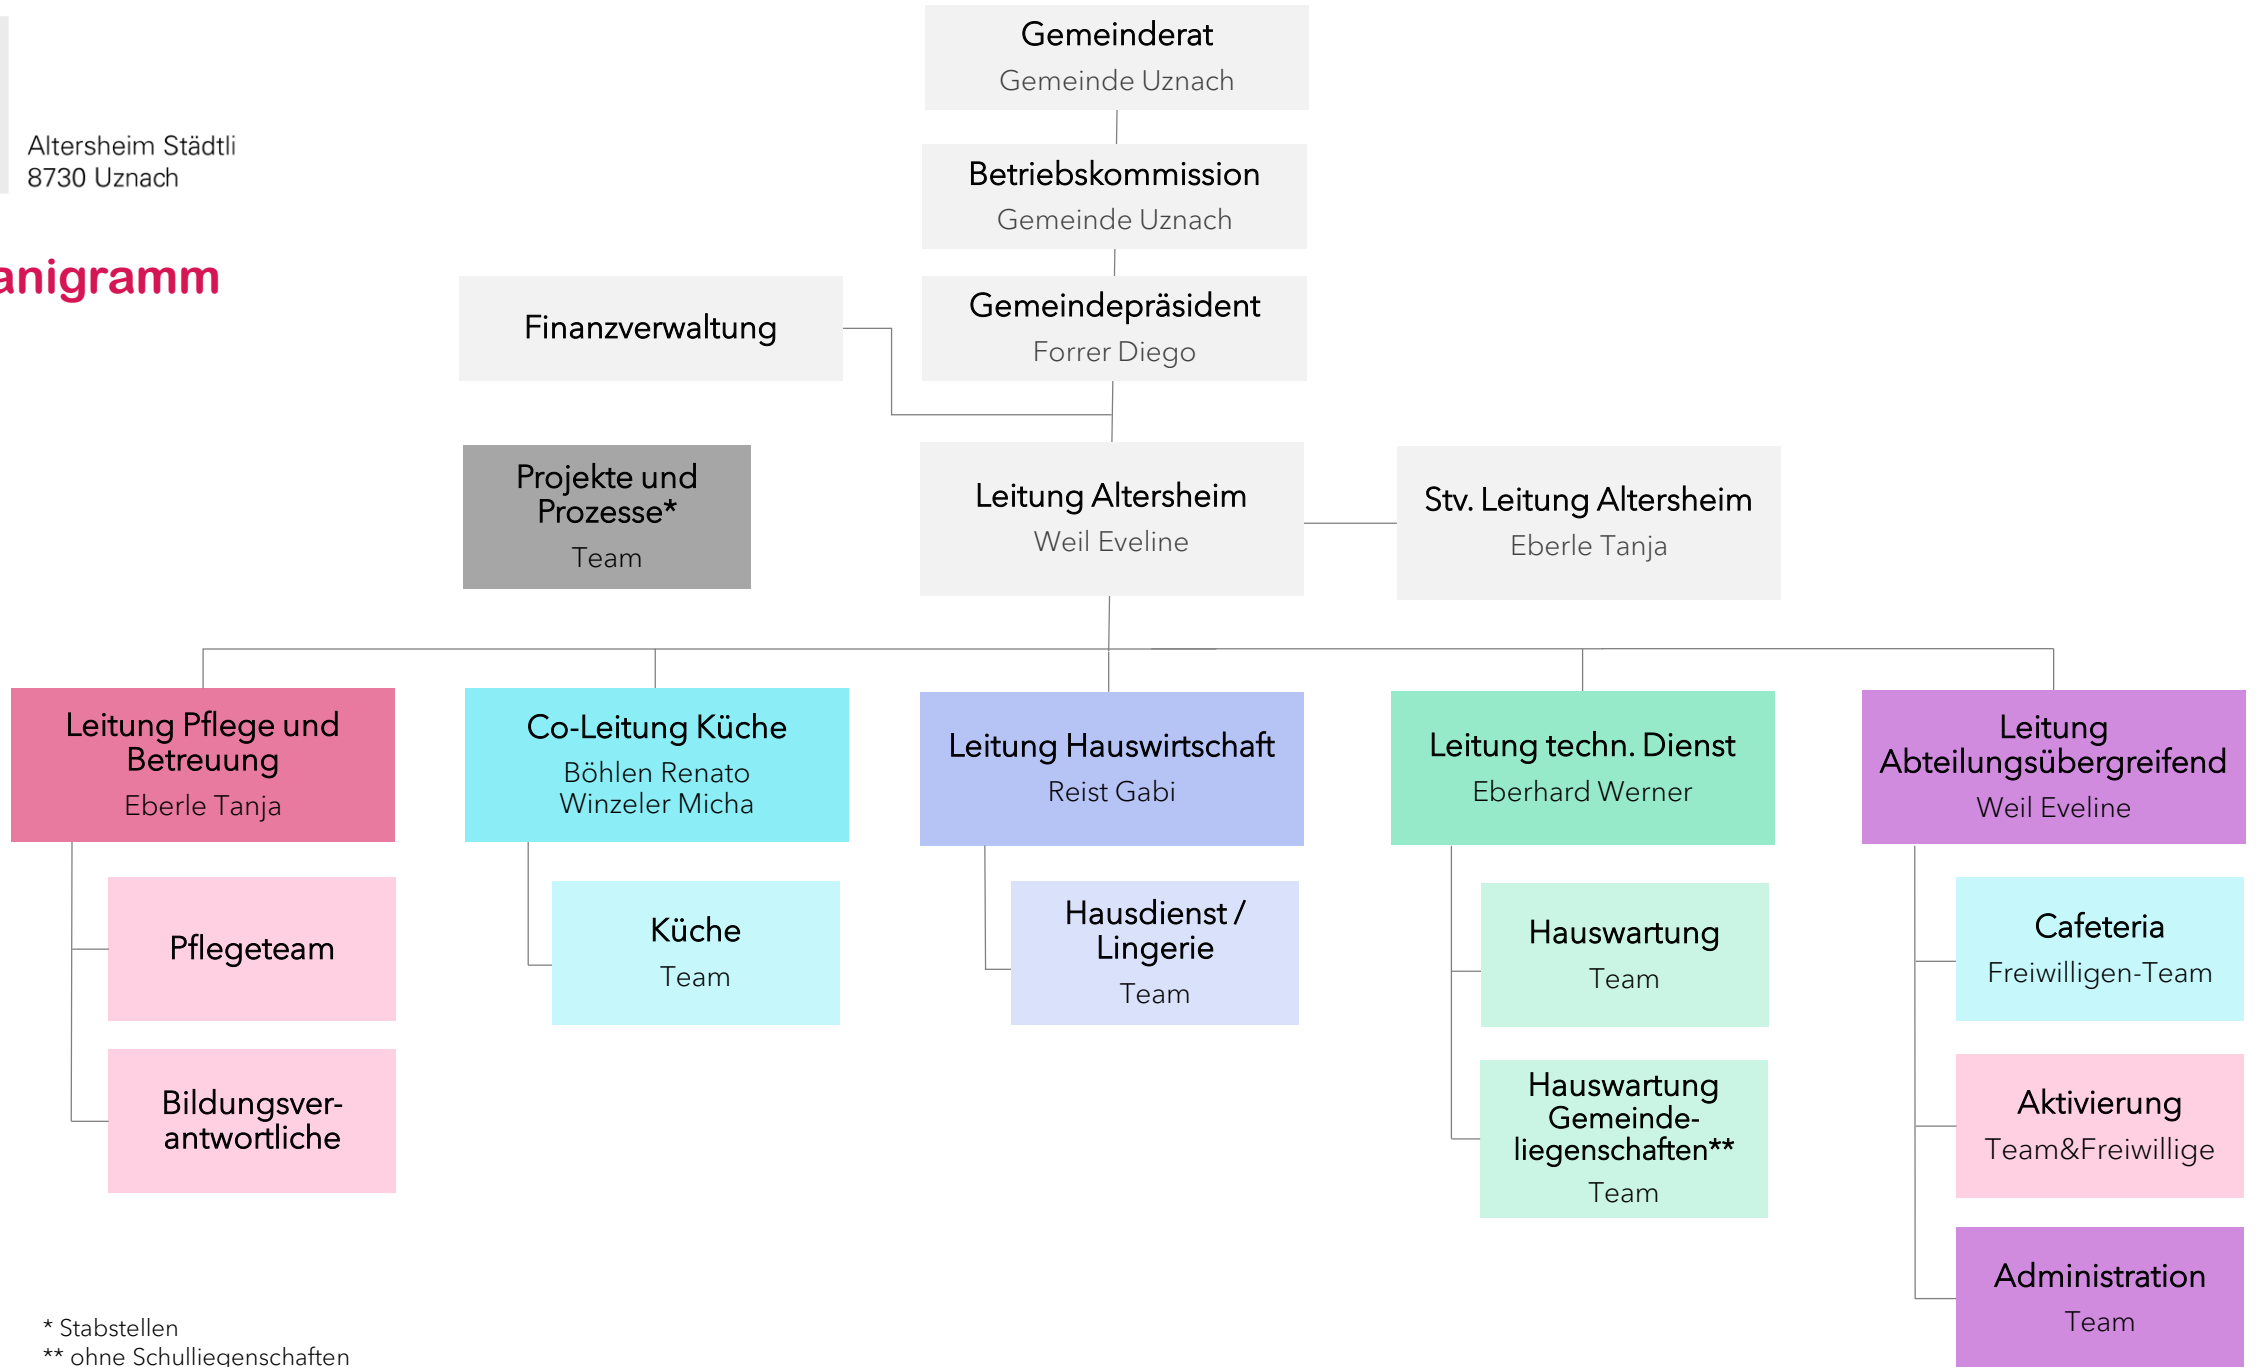 Altersheim Städtli
8730 Uznach
anigramm
Gemeinderat
Gemeinde Uznach
Betriebskommission
Gemeinde Uznach
Finanzverwaltung
Gemeindepräsident
Forrer Diego
Projekte und
Prozesse*
Team
Leitung Altersheim
Weil Eveline
Stv. Leitung Altersheim
Eberle Tanja
Leitung Pflege und
Betreuung
Eberle Tanja
Co-Leitung Küche
Böhlen Renato
Winzeler Micha
Leitung Hauswirtschaft
Reist Gabi
Leitung techn. Dienst
Eberhard Werner
Leitung
Abteilungsübergreifend
Weil Eveline
Pflegeteam
Bildungsver-
antwortliche
Küche
Team
Hausdienst /
Lingerie
Team
Hauswartung
Team
Hauswartung
Gemeinde-
liegenschaften**
Team
Cafeteria
Freiwilligen-Team
Aktivierung
Team&Freiwillige
Administration
Team
* Stabstellen
** ohne Schulliegenschaften